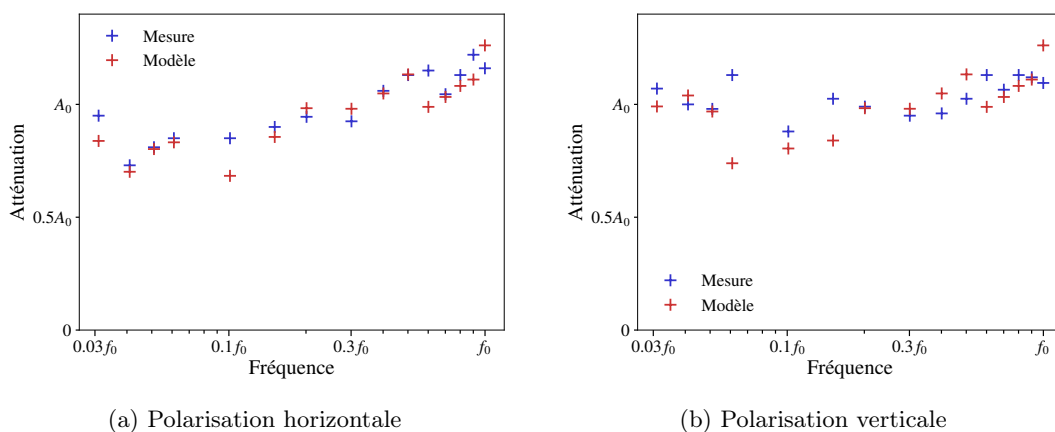 Mesure
Modèle
Atténuation
A₀
0.5A₀
0
0.03f₀ 0.1f₀ 0.3f₀ f₀
Fréquence
(a) Polarisation horizontale
Atténuation
A₀
0.5A₀
0
Mesure
Modèle
0.03f₀ 0.1f₀ 0.3f₀ f₀
Fréquence
(b) Polarisation verticale